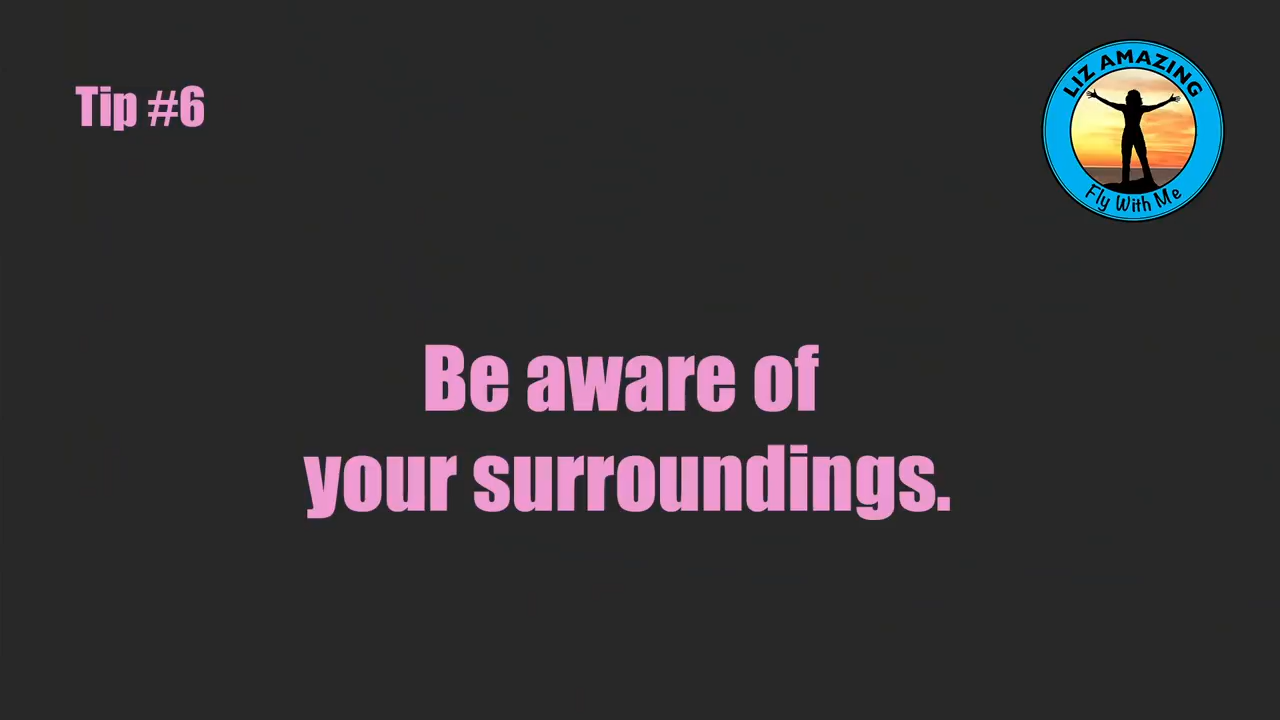 Tip #6
LIZ AMAZING
Fly With Me
Be aware of
your surroundings.